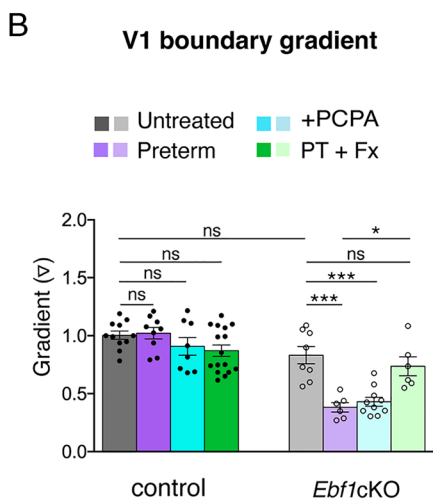 B
V1 boundary gradient
Untreated +PCPA
Preterm PT + Fx
2.0
1.5
1.0
0.5
0.0
Gradient (∇)
ns *
ns ns
ns ***
ns ***
control Ebf1cKO